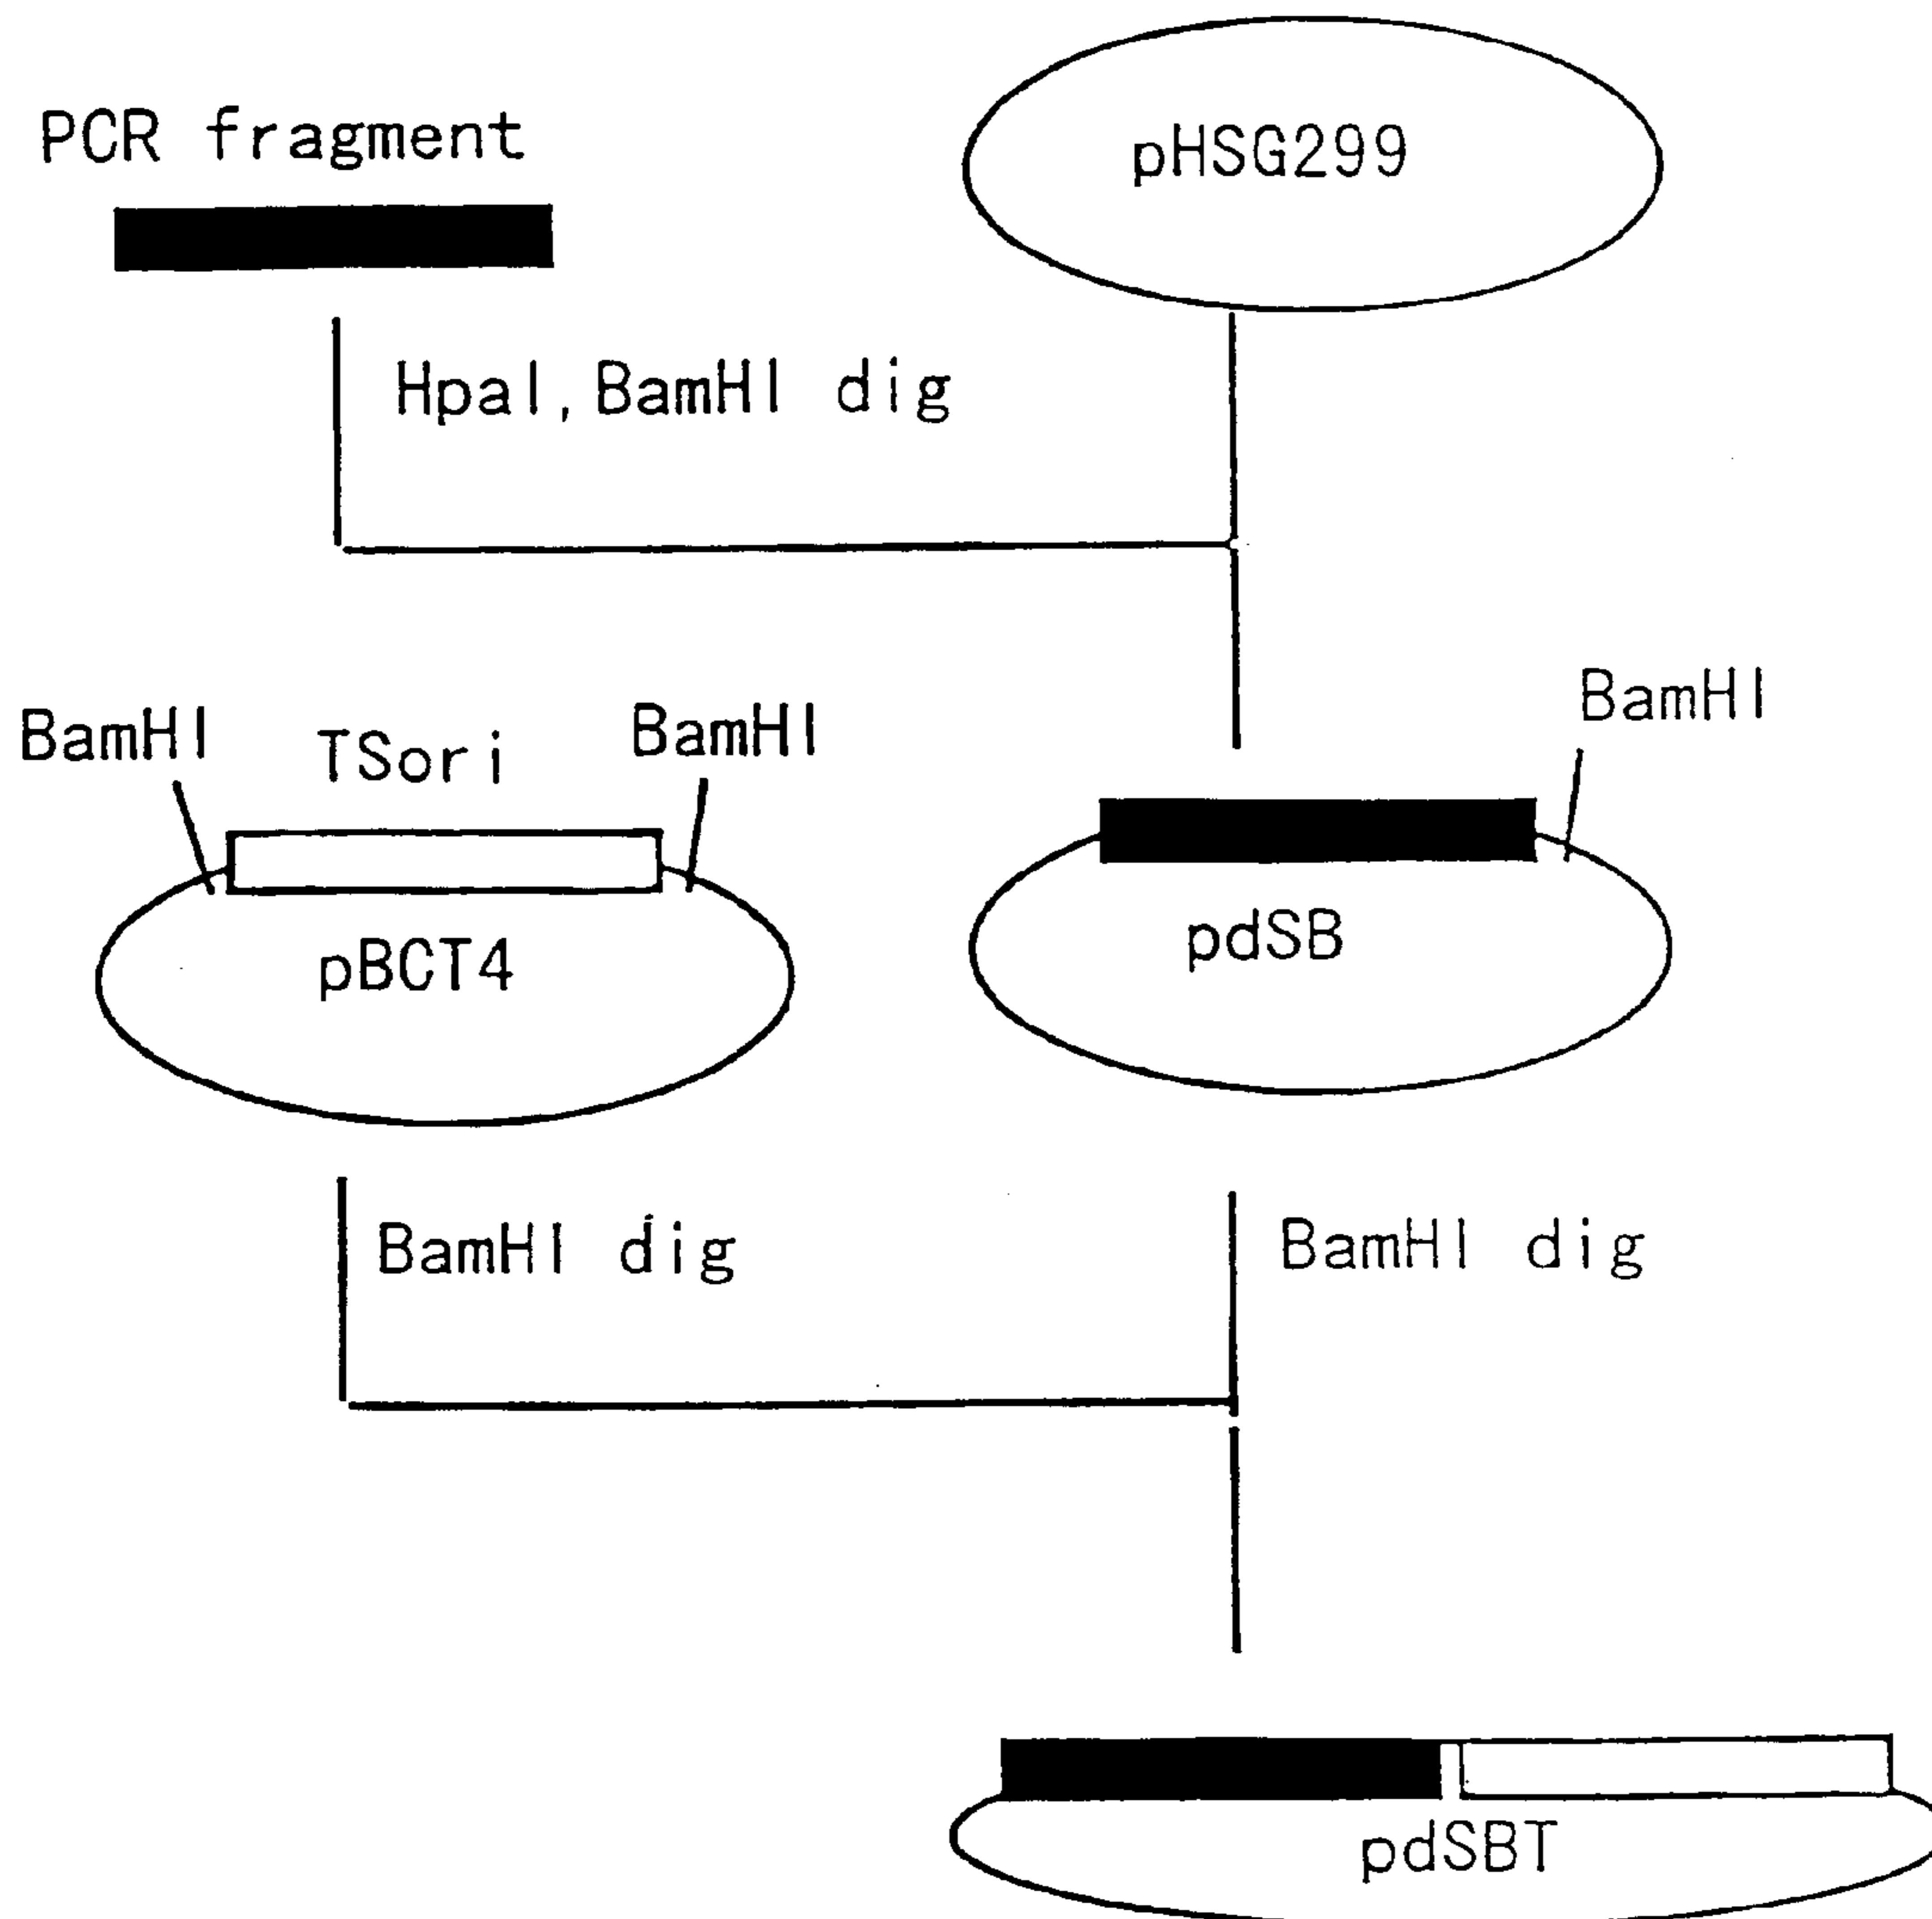 PCR fragment
pHSG299
HpaI,BamHI dig
BamHI
TSori
BamHI
BamHI
pBCT4
pdSB
BamHI dig
BamHI dig
pdSBT